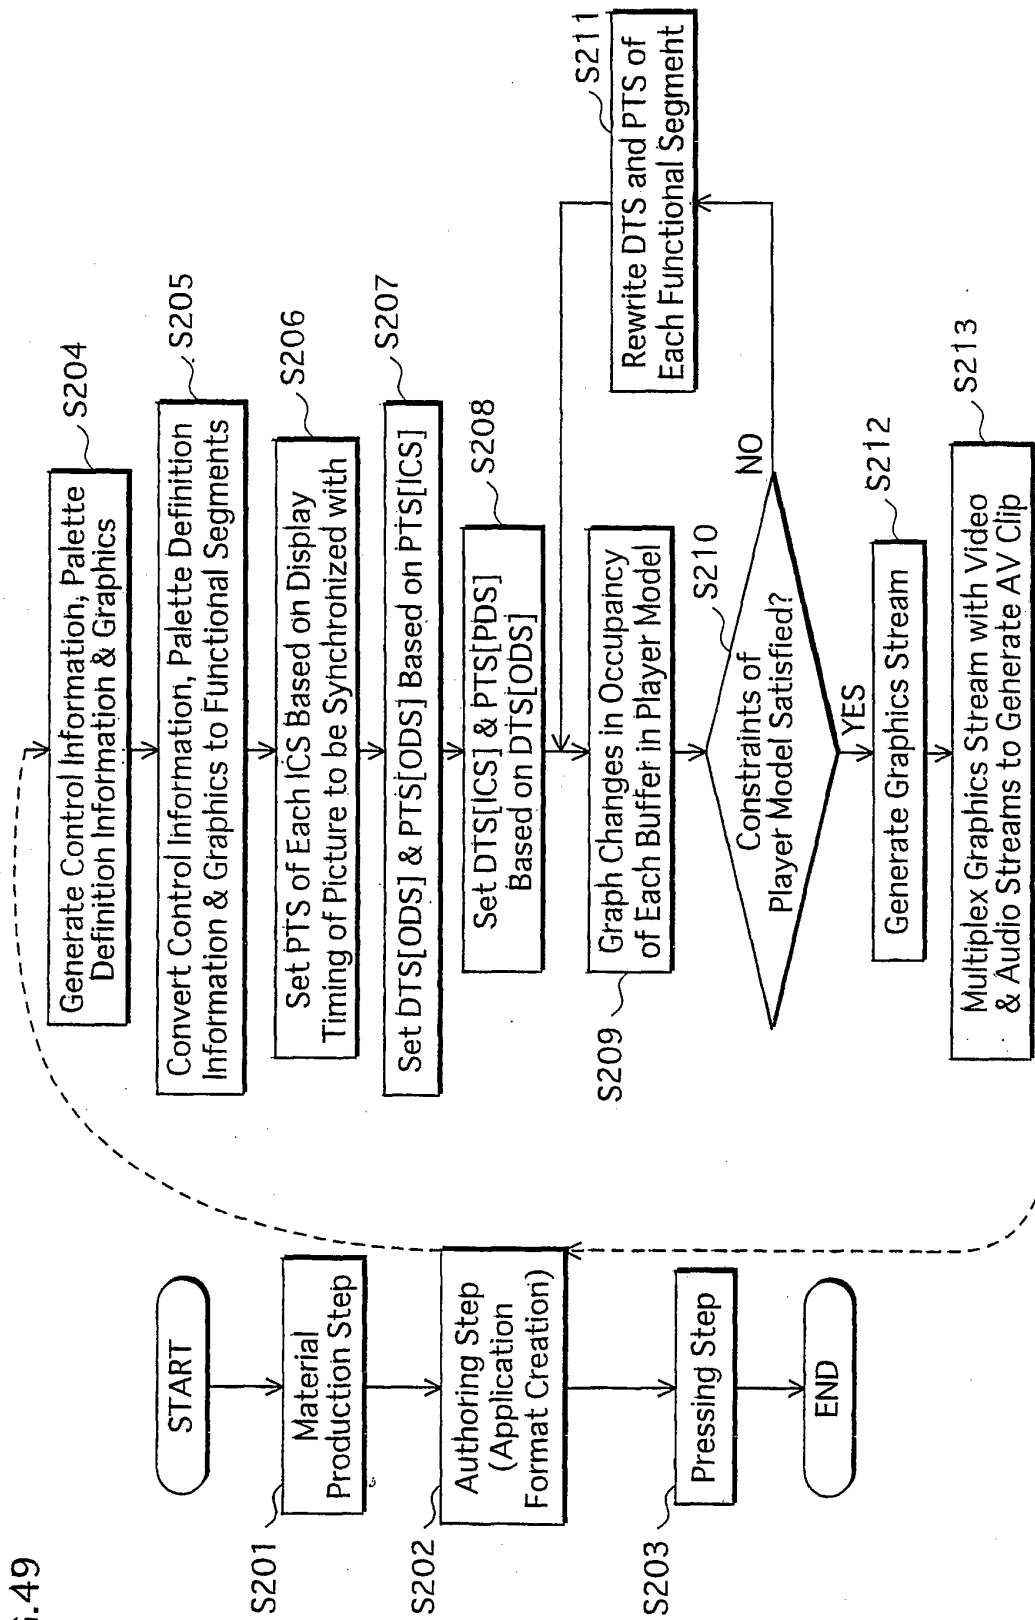 .49
START
S201
Material
Production Step
S202
Authoring Step
(Application
Format Creation)
S203
Pressing Step
END
S204
Generate Control Information, Palette
Definition Information & Graphics
S205
Convert Control Information, Palette Definition
Information & Graphics to Functional Segments
S206
Set PTS of Each ICS Based on Display
Timing of Picture to be Synchronized with
S207
Set DTS[ODS] & PTS[ODS] Based on PTS[ICS]
S208
Set DTS[ICS] & PTS[PDS]
Based on DTS[ODS]
S209
Graph Changes in Occupancy
of Each Buffer in Player Model
S210
Constraints of
Player Model Satisfied?
NO
YES
S211
Rewrite DTS and PTS of
Each Functional Segment
S212
Generate Graphics Stream
S213
Multiplex Graphics Stream with Video
& Audio Streams to Generate AV Clip